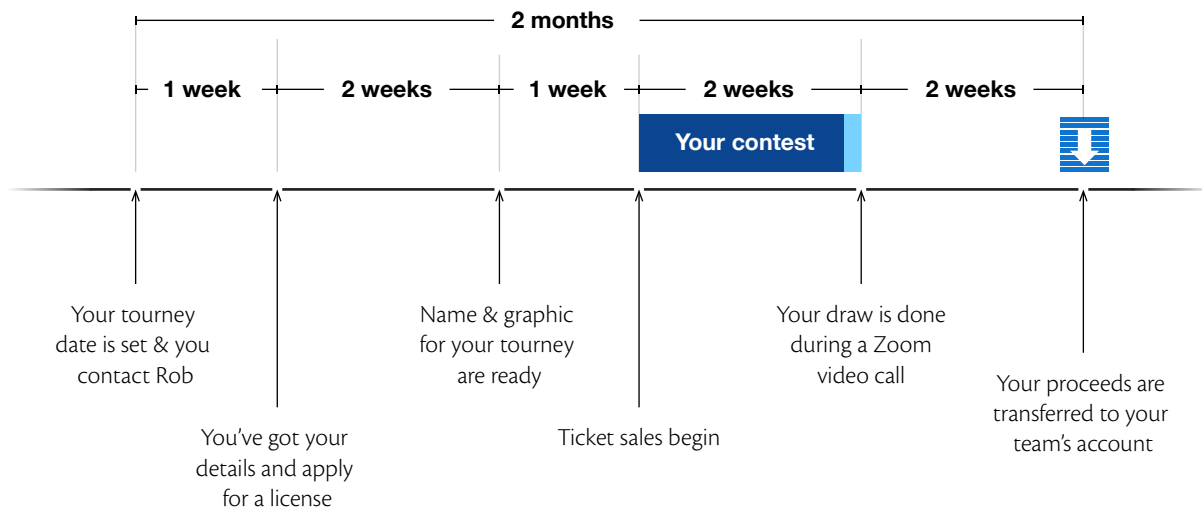 2 months
1 week
2 weeks
1 week
2 weeks
2 weeks
Your contest
Your tourney
date is set & you
contact Rob
You’ve got your
details and apply
for a license
Name & graphic
for your tourney
are ready
Ticket sales begin
Your draw is done
during a Zoom
video call
Your proceeds are
transferred to your
team’s account